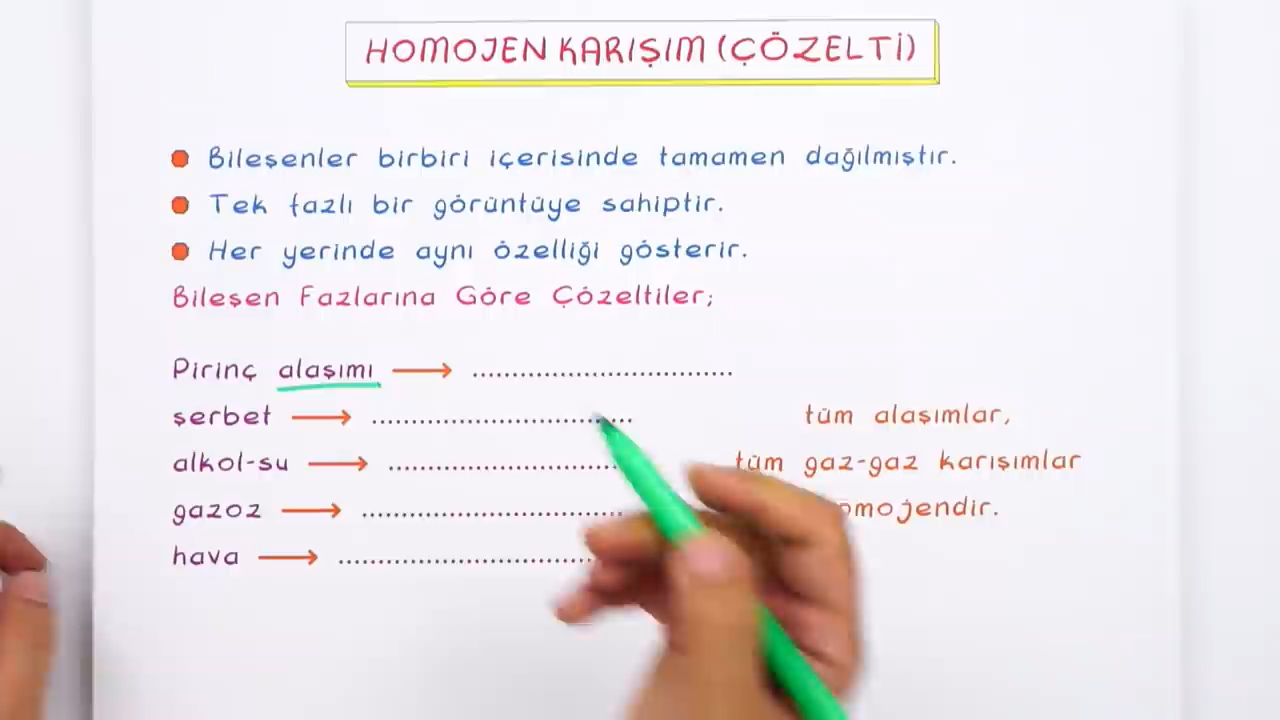 HOMOJEN KARIŞIM (ÇÖZELTİ)
Bileşenler birbiri içerisinde tamamen dağılmıştır.
Tek fazlı bir görüntüye sahiptir.
Her yerinde aynı özelliği gösterir.
Bileşen Fazlarına Göre Çözeltiler;
Pirinç alaşımı → ..........................
şerbet → ..........................
alkol-su → .......................
gazoz → ..........................
hava → ..........................
tüm alaşımlar,
tüm gaz-gaz karışımlar